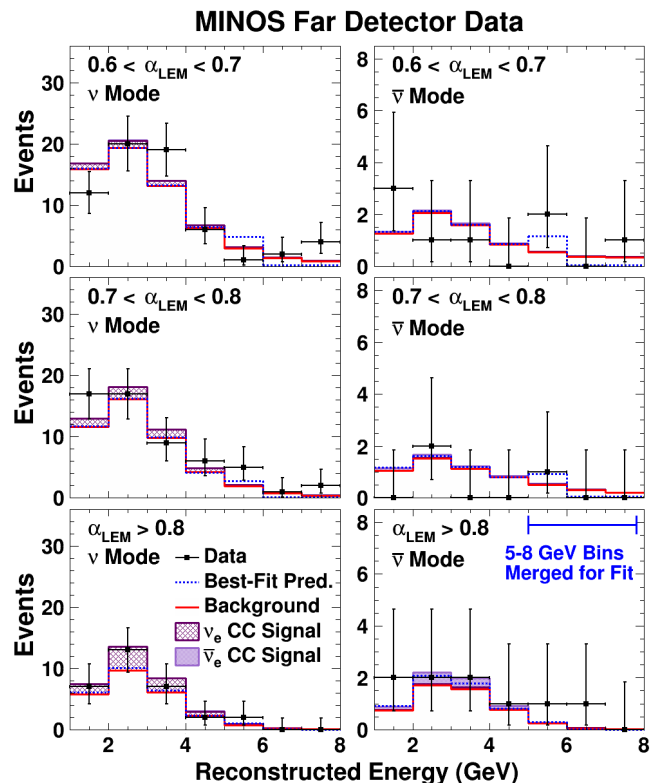 MINOS Far Detector Data
0.6 < α_LEM < 0.7
ν Mode
0.6 < α_LEM < 0.7
ν̅ Mode
Events
30
20
10
0
8
6
4
2
0
0.7 < α_LEM < 0.8
ν Mode
0.7 < α_LEM < 0.8
ν̅ Mode
Events
30
20
10
0
8
6
4
2
0
α_LEM > 0.8
ν Mode
Data
Best-Fit Pred.
Background
ν_e CC Signal
ν̅_e CC Signal
α_LEM > 0.8
ν̅ Mode
5-8 GeV Bins
Merged for Fit
Events
30
20
10
0
8
6
4
2
0
2 4 6 8
2 4 6 8
Reconstructed Energy (GeV)